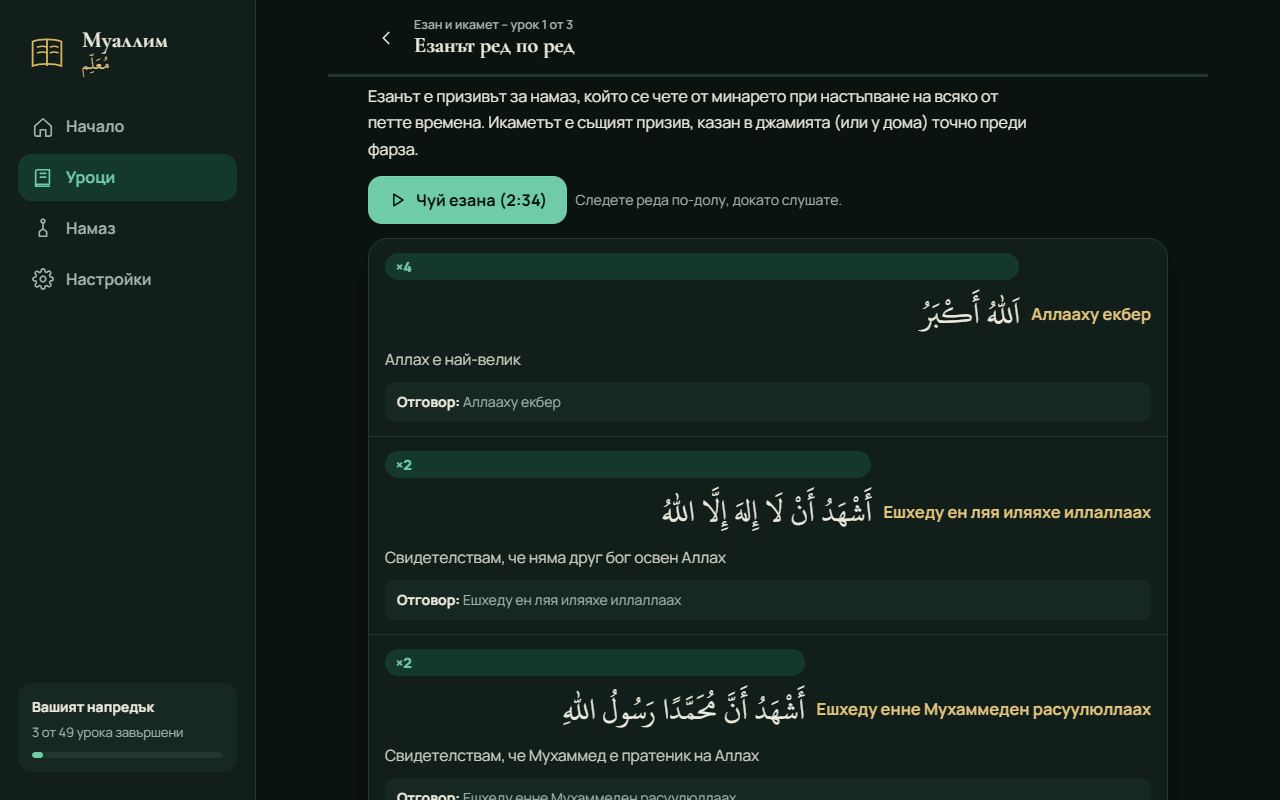 Муаллим
مُعَلِّم
Начало
Уроци
Намаз
Настройки
Вашият напредък
3 от 49 урока завършени
Езан и икамет – урок 1 от 3
Езанът ред по ред
Езанът е призивът за намаз, който се чете от минарето при настъпване на всяко от
петте времена. Икаметът е същият призив, казан в джамията (или у дома) точно преди
фарза.
Чуй езана (2:34)
Следете реда по-долу, докато слушате.
×4
اَللّٰهُ أَكْبَرُ Аллааху екбер
Аллах е най-велик
Отговор: Аллааху екбер
×2
أَشْهَدُ أَنْ لَا إِلٰهَ إِلَّا اللّٰهُ Ешхеду ен ляя иляяхе иллаллаах
Свидетелствам, че няма друг бог освен Аллах
Отговор: Ешхеду ен ляя иляяхе иллаллаах
×2
أَشْهَدُ أَنَّ مُحَمَّدًا رَسُولُ اللّٰهِ Ешхеду енне Мухаммеден расуулюллаах
Свидетелствам, че Мухаммед е пратеник на Аллах
Отговор: Ешхеду енне Мухаммеден расуулюллаах